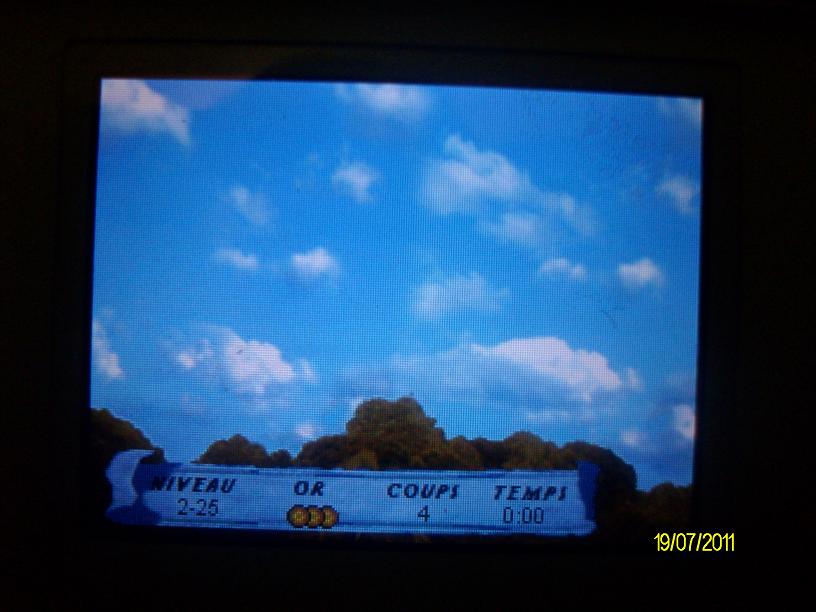 NIVEAU OR COUPS TEMPS
2-25 4 0:00
19/07/2011